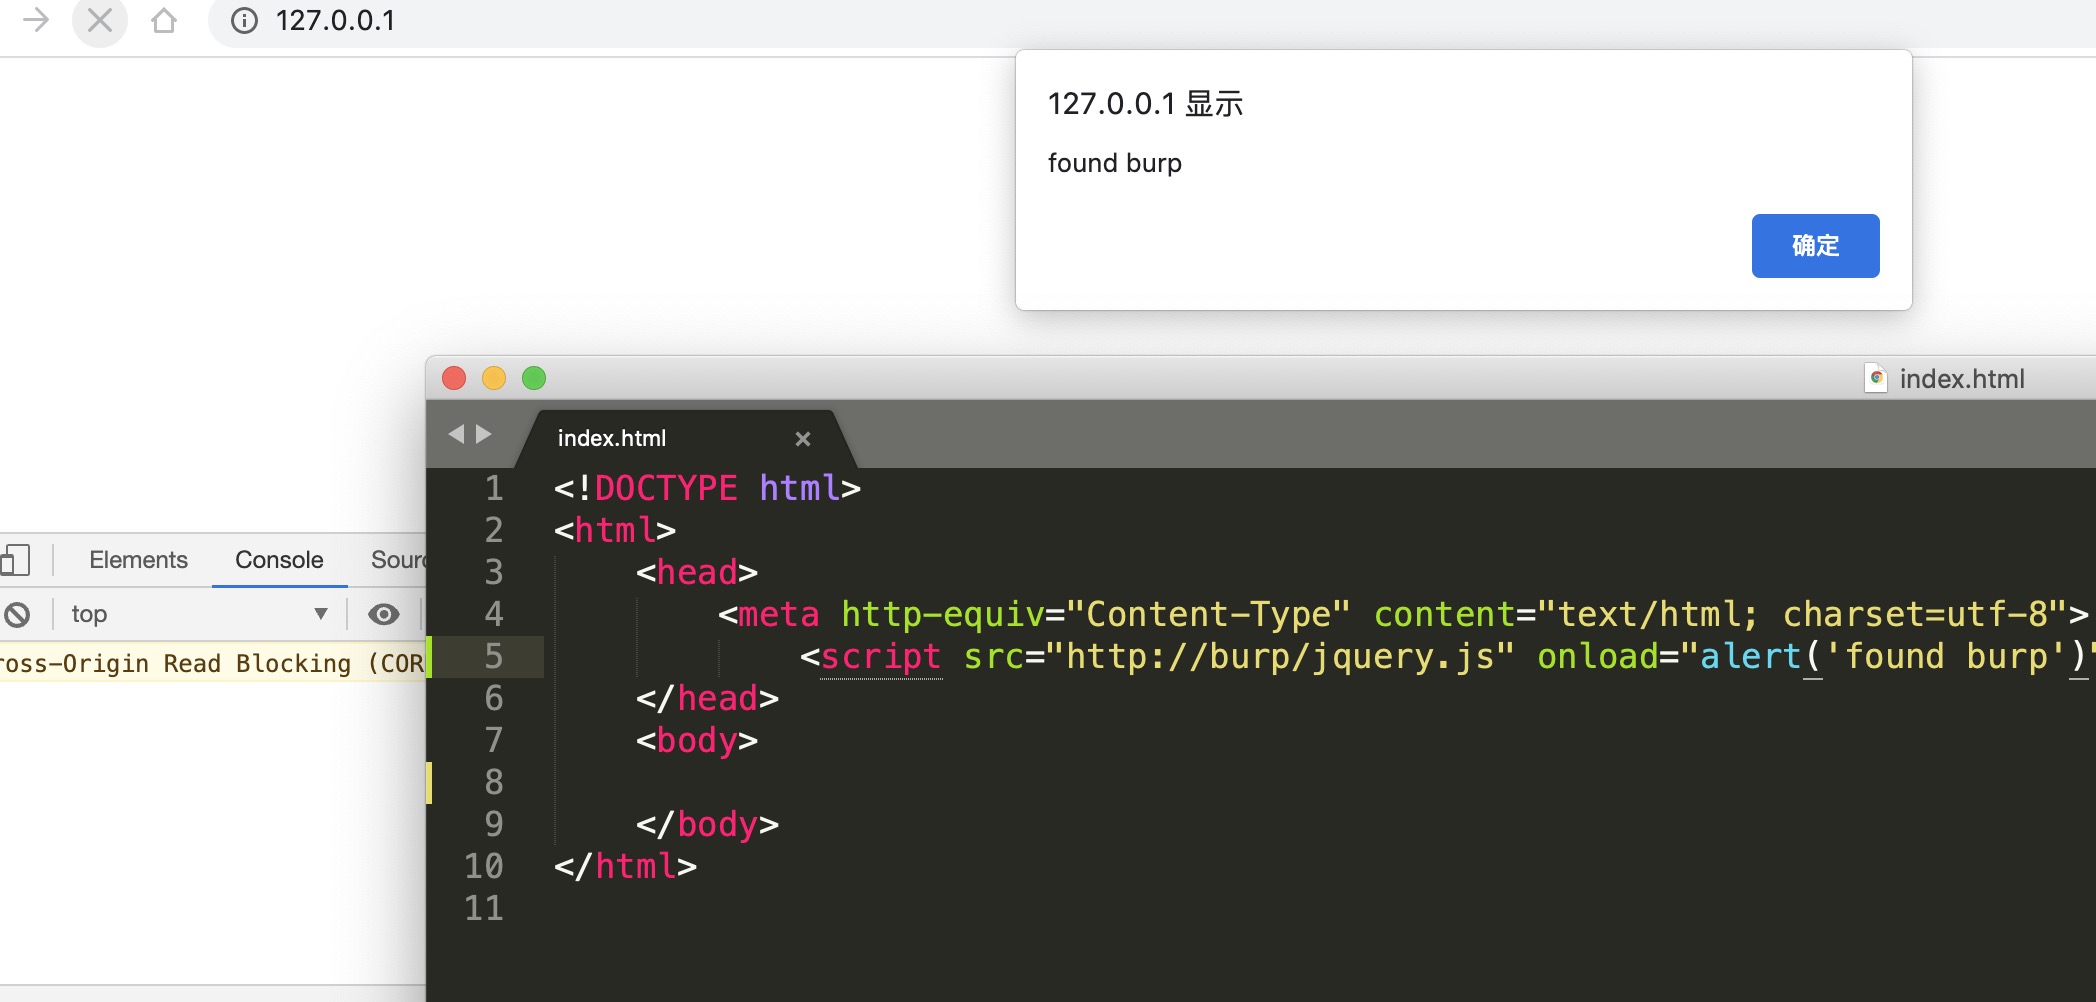 127.0.0.1
127.0.0.1 显示
found burp
确定
index.html
index.html
1 <!DOCTYPE html>
2 <html>
3 <head>
4 <meta http-equiv="Content-Type" content="text/html; charset=utf-8">
5 <script src="http://burp/jquery.js" onload="alert('found burp')"
6 </head>
7 <body>
8
9 </body>
10 </html>
11
Elements Console Sourc
top
ross-Origin Read Blocking (COR